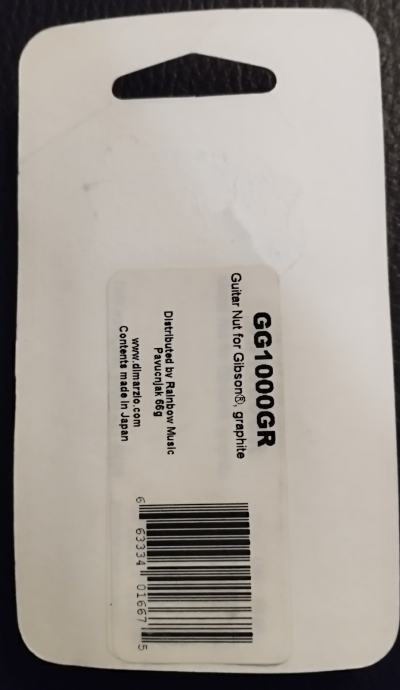 GG1000GR
Guitar Nut for Gibson®, graphite
Distributed by Rainbow Music
Pavucnjak 66g
www.dimarzio.com
Contents made in Japan
6 63334 01667 5